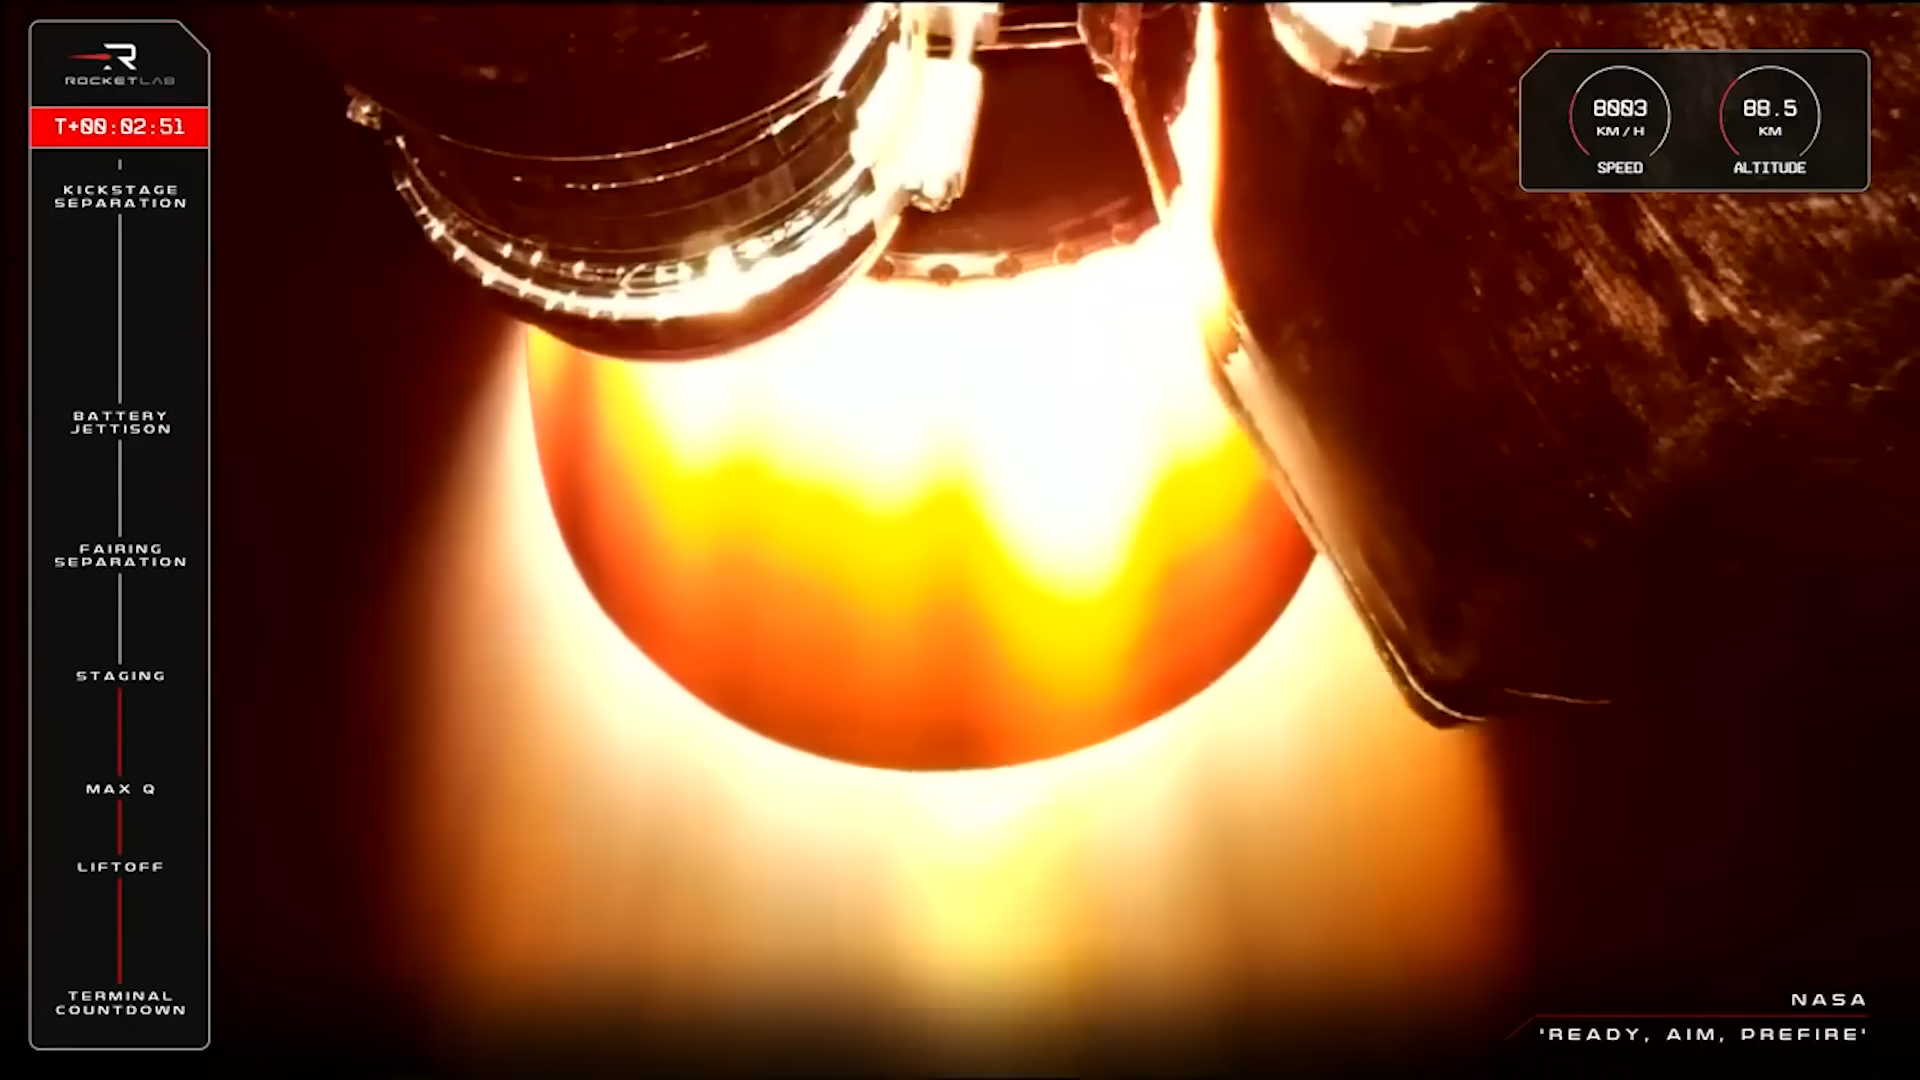 ROCKETLAB
T+00:02:51
KICKSTAGE
SEPARATION
BATTERY
JETTISON
FAIRING
SEPARATION
STAGING
MAX Q
LIFTOFF
TERMINAL
COUNTDOWN
8003
KM/H
SPEED
88.5
KM
ALTITUDE
NASA
'READY, AIM, PREFIRE'